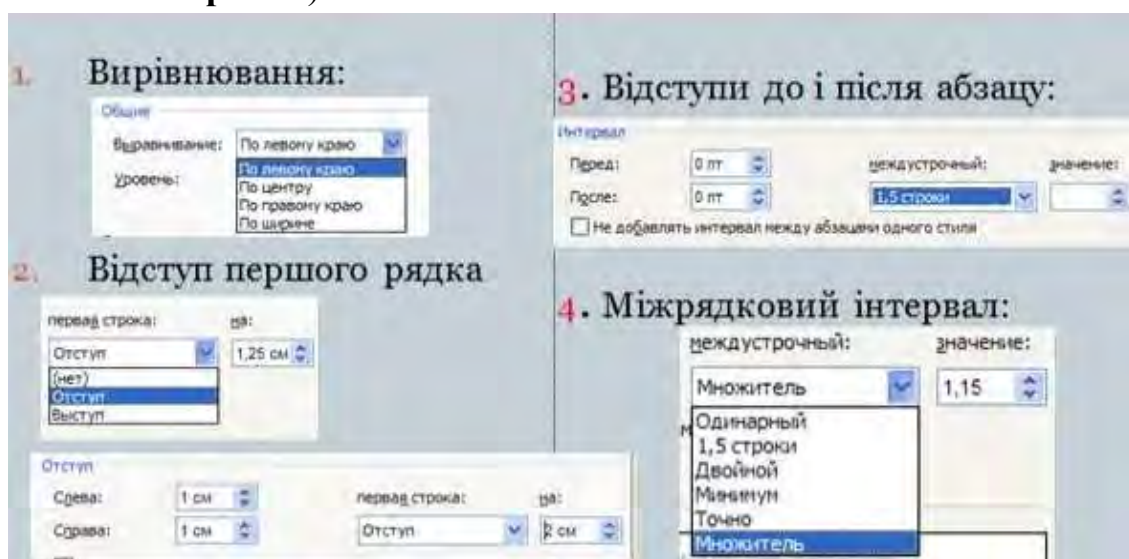 1. Вирівнювання:
Общие
Выравнивание: По левому краю
Уровень: По левому краю
По центру
По правому краю
По ширине
2. Відступ першого рядка
первая строка: на:
Отступ 1,25 см
(нет)
Отступ
Выступ
Отступ
Слева: 1 см первая строка: на:
Справа: 1 см Отступ 2 см
3. Відступи до і після абзацу:
Интервал
Перед: 0 пт междустрочный: значение:
После: 0 пт 1,5 строки
Не добавлять интервал между абзацами одного стиля
4. Міжрядковий інтервал:
междустрочный: значение:
Множитель 1,15
Одинарный
1,5 строки
Двойной
Минимум
Точно
Множитель